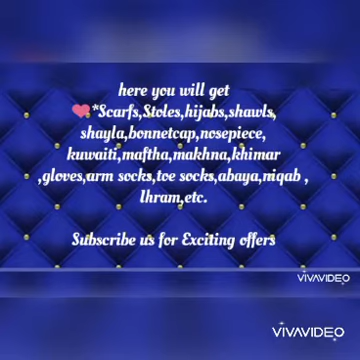 here you will get
❤*Scarfs,Stoles,hijabs,shawls,
shayla,bonnetcap,nosepiece,
kuwaiti,maftha,makhna,khimar
,gloves,arm socks,toe socks,abaya,niqab ,
Ihram,etc.
Subscribe us for Exciting offers
VIVAVIDEO
VIVAVIDEO